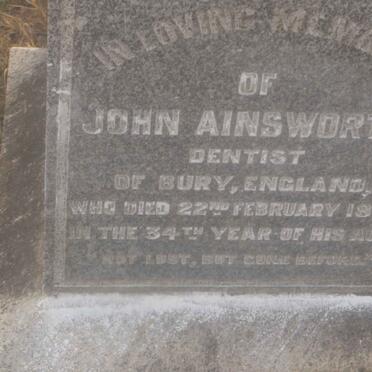 IN LOVING MEMO
OF
JOHN AINSWORT
DENTIST
OF BURY, ENGLAND,
WHO DIED 22ND FEBRUARY 18
IN THE 34TH YEAR OF HIS A
NOT LOST, BUT GONE BEFORE.